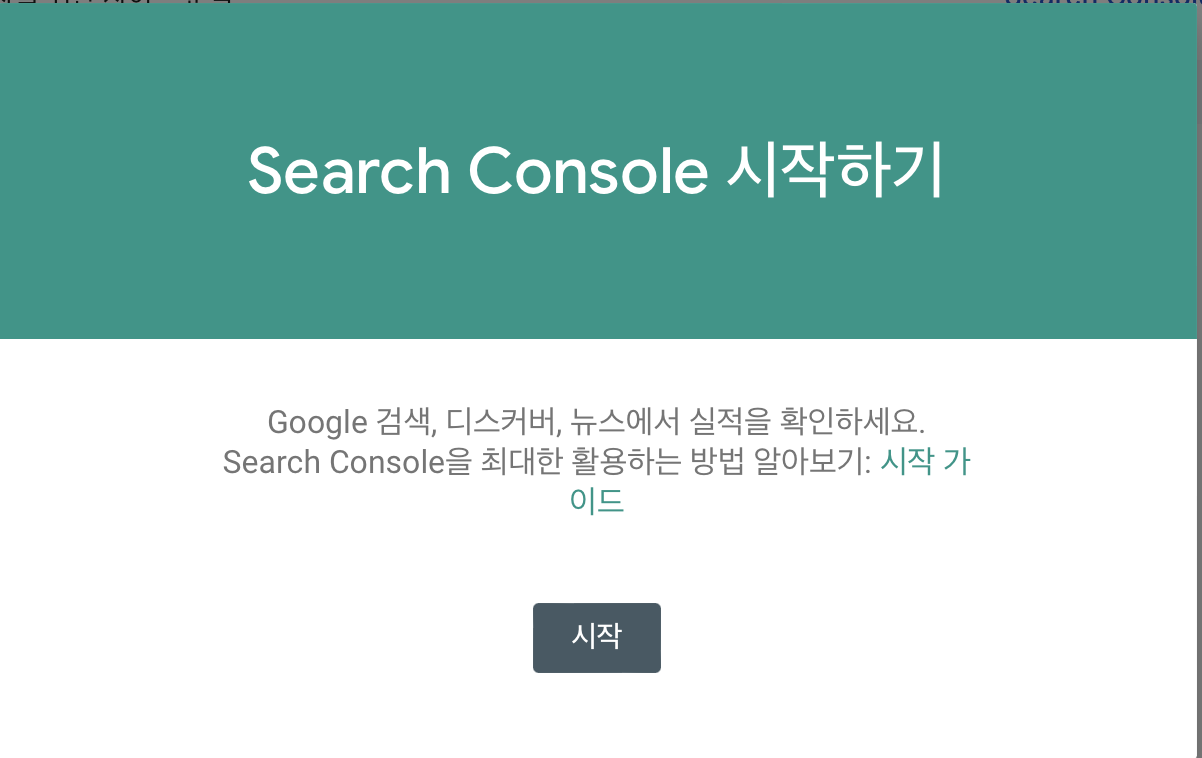 Search Console 시작하기
Google 검색, 디스커버, 뉴스에서 실적을 확인하세요.
Search Console을 최대한 활용하는 방법 알아보기: 시작 가
이드
시작